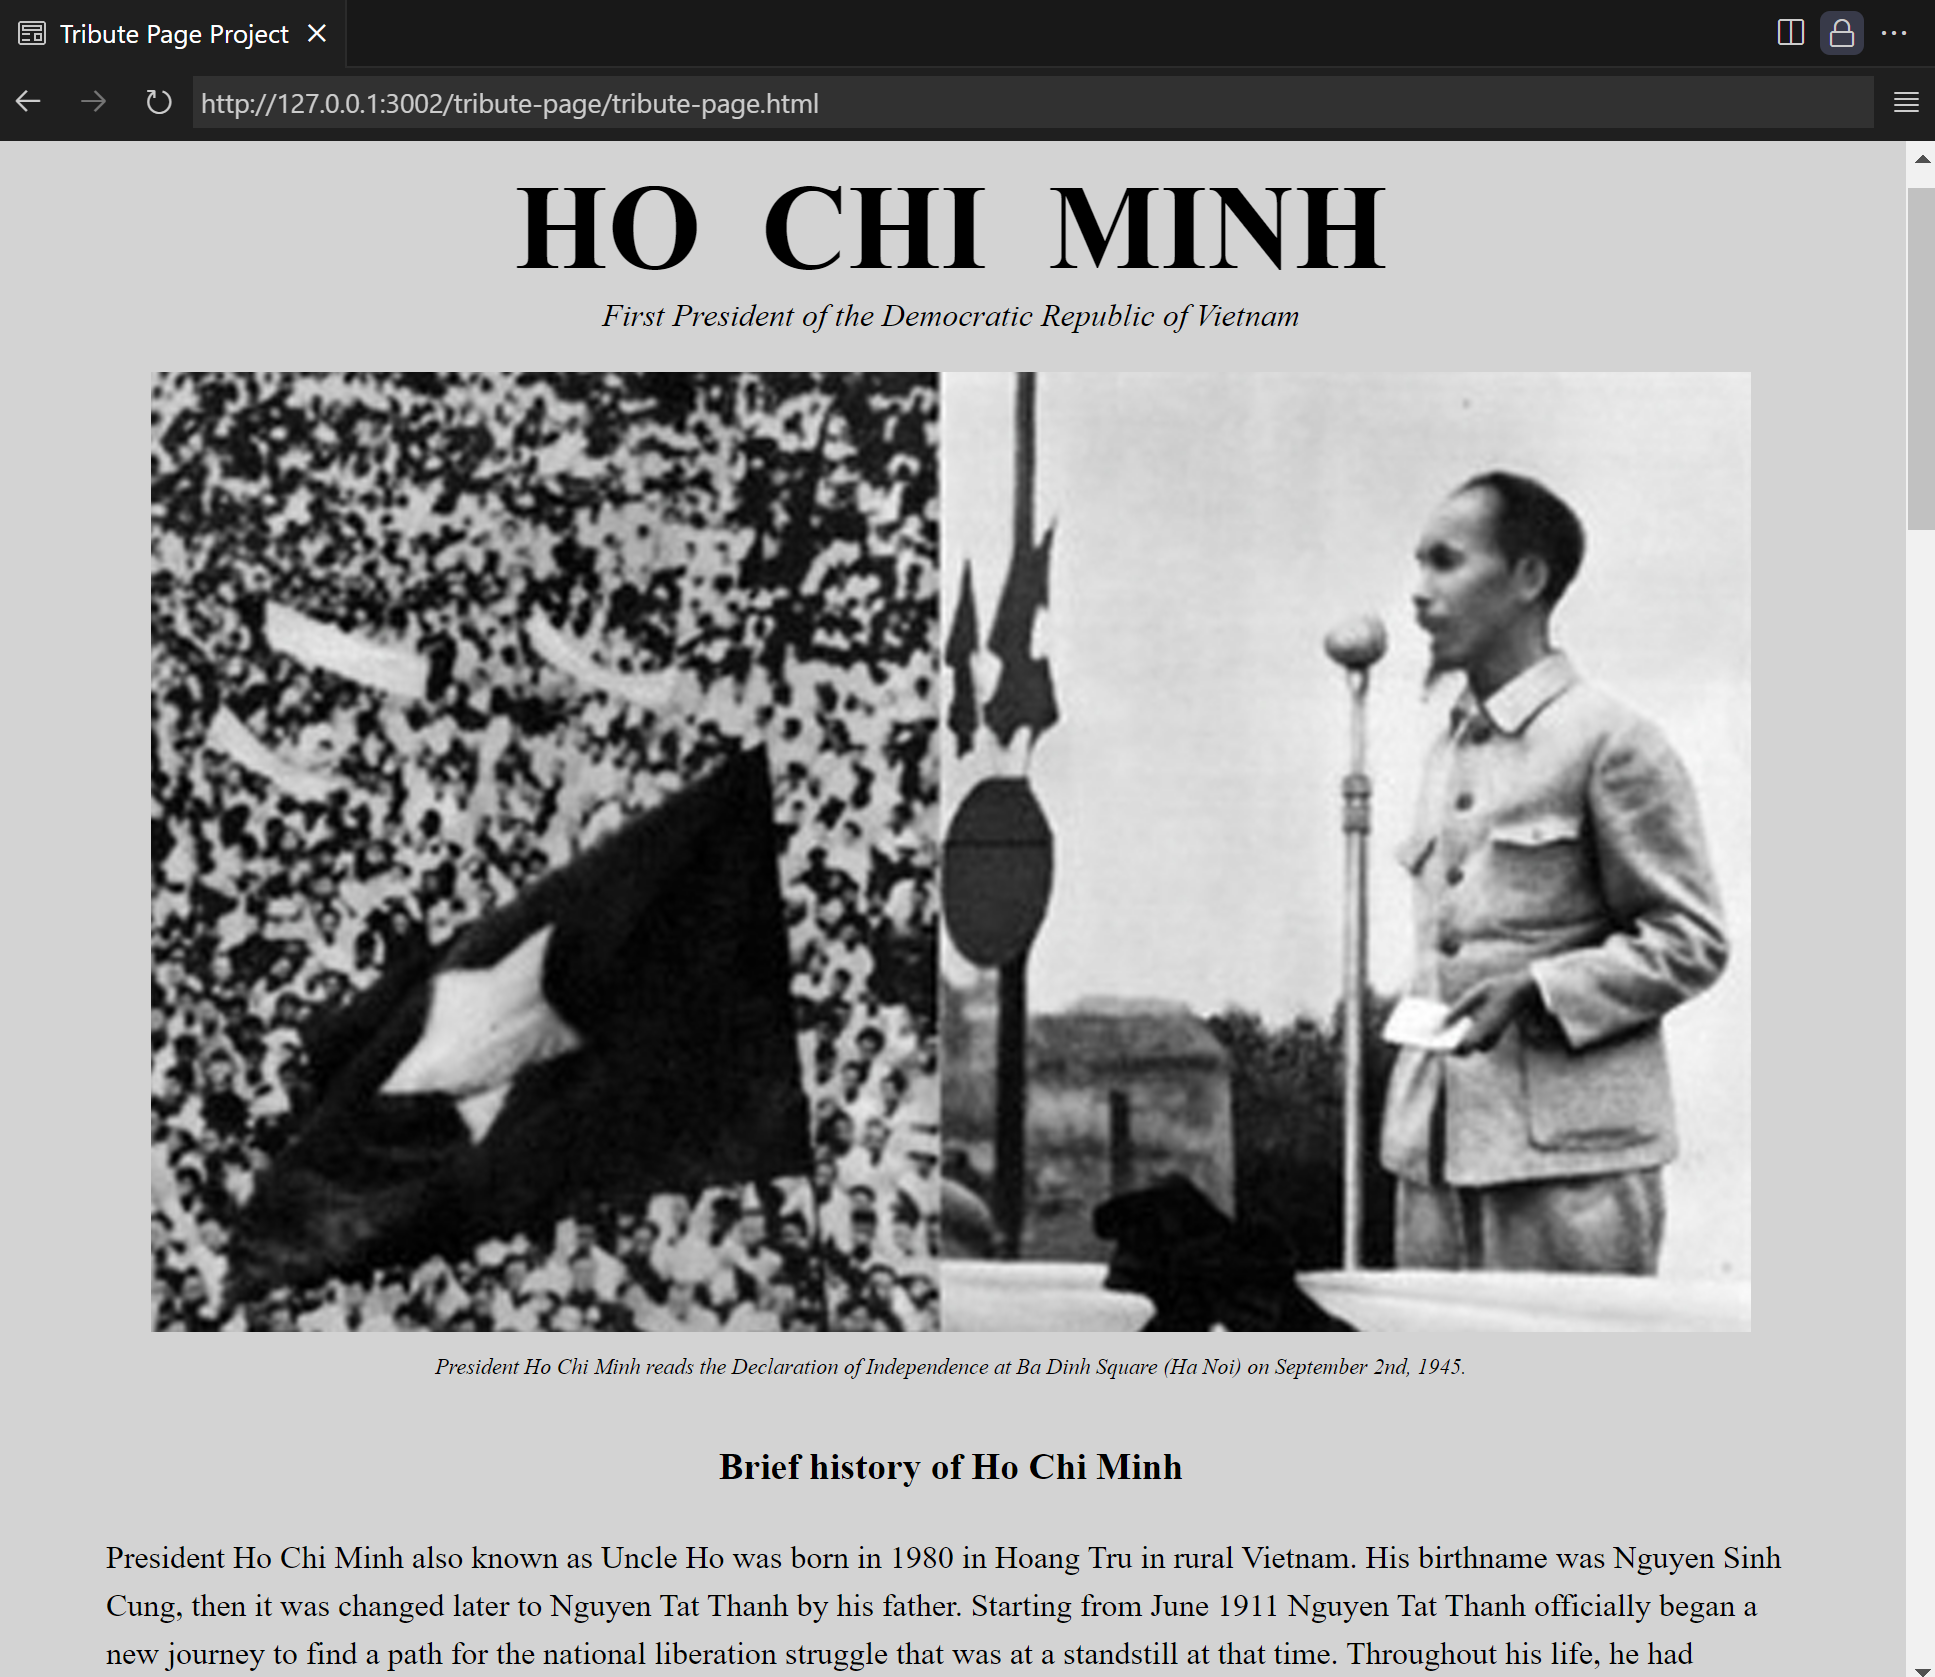 Tribute Page Project
http://127.0.0.1:3002/tribute-page/tribute-page.html
HO CHI MINH
First President of the Democratic Republic of Vietnam
President Ho Chi Minh reads the Declaration of Independence at Ba Dinh Square (Ha Noi) on September 2nd, 1945.
Brief history of Ho Chi Minh
President Ho Chi Minh also known as Uncle Ho was born in 1980 in Hoang Tru in rural Vietnam. His birthname was Nguyen Sinh
Cung, then it was changed later to Nguyen Tat Thanh by his father. Starting from June 1911 Nguyen Tat Thanh officially began a
new journey to find a path for the national liberation struggle that was at a standstill at that time. Throughout his life, he had